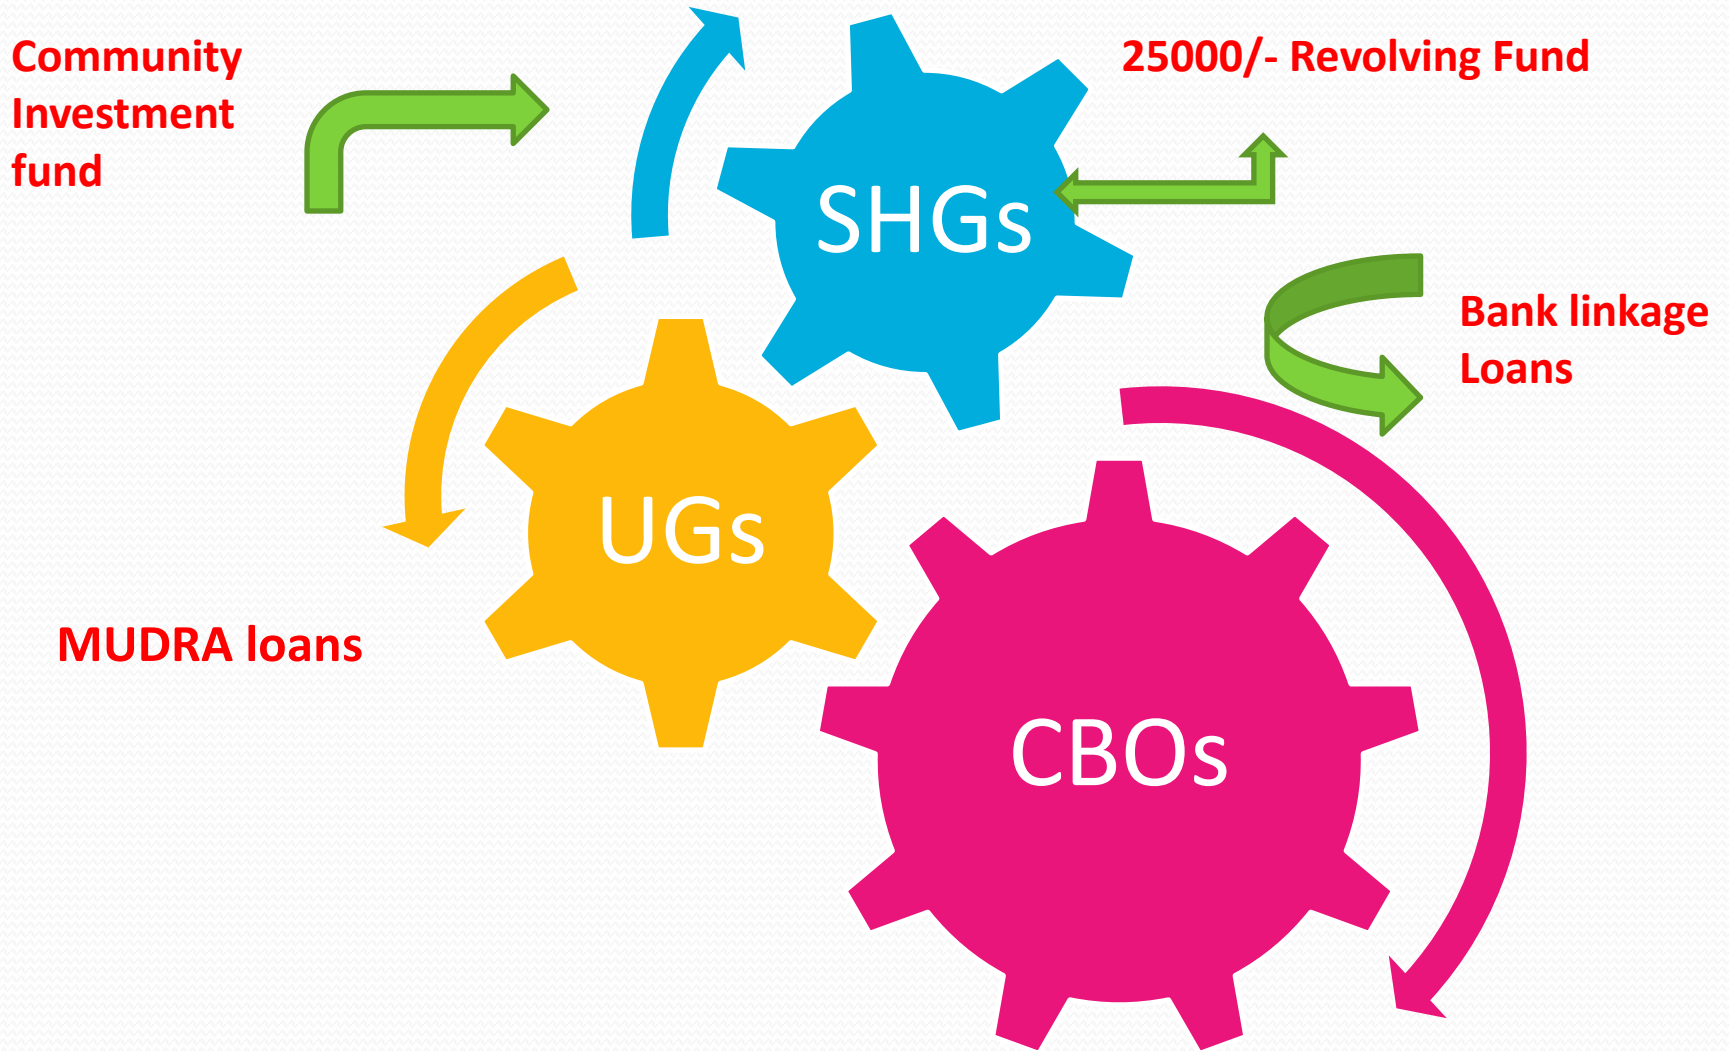 Community
Investment
fund
25000/- Revolving Fund
SHGs
Bank linkage
Loans
UGs
MUDRA loans
CBOs